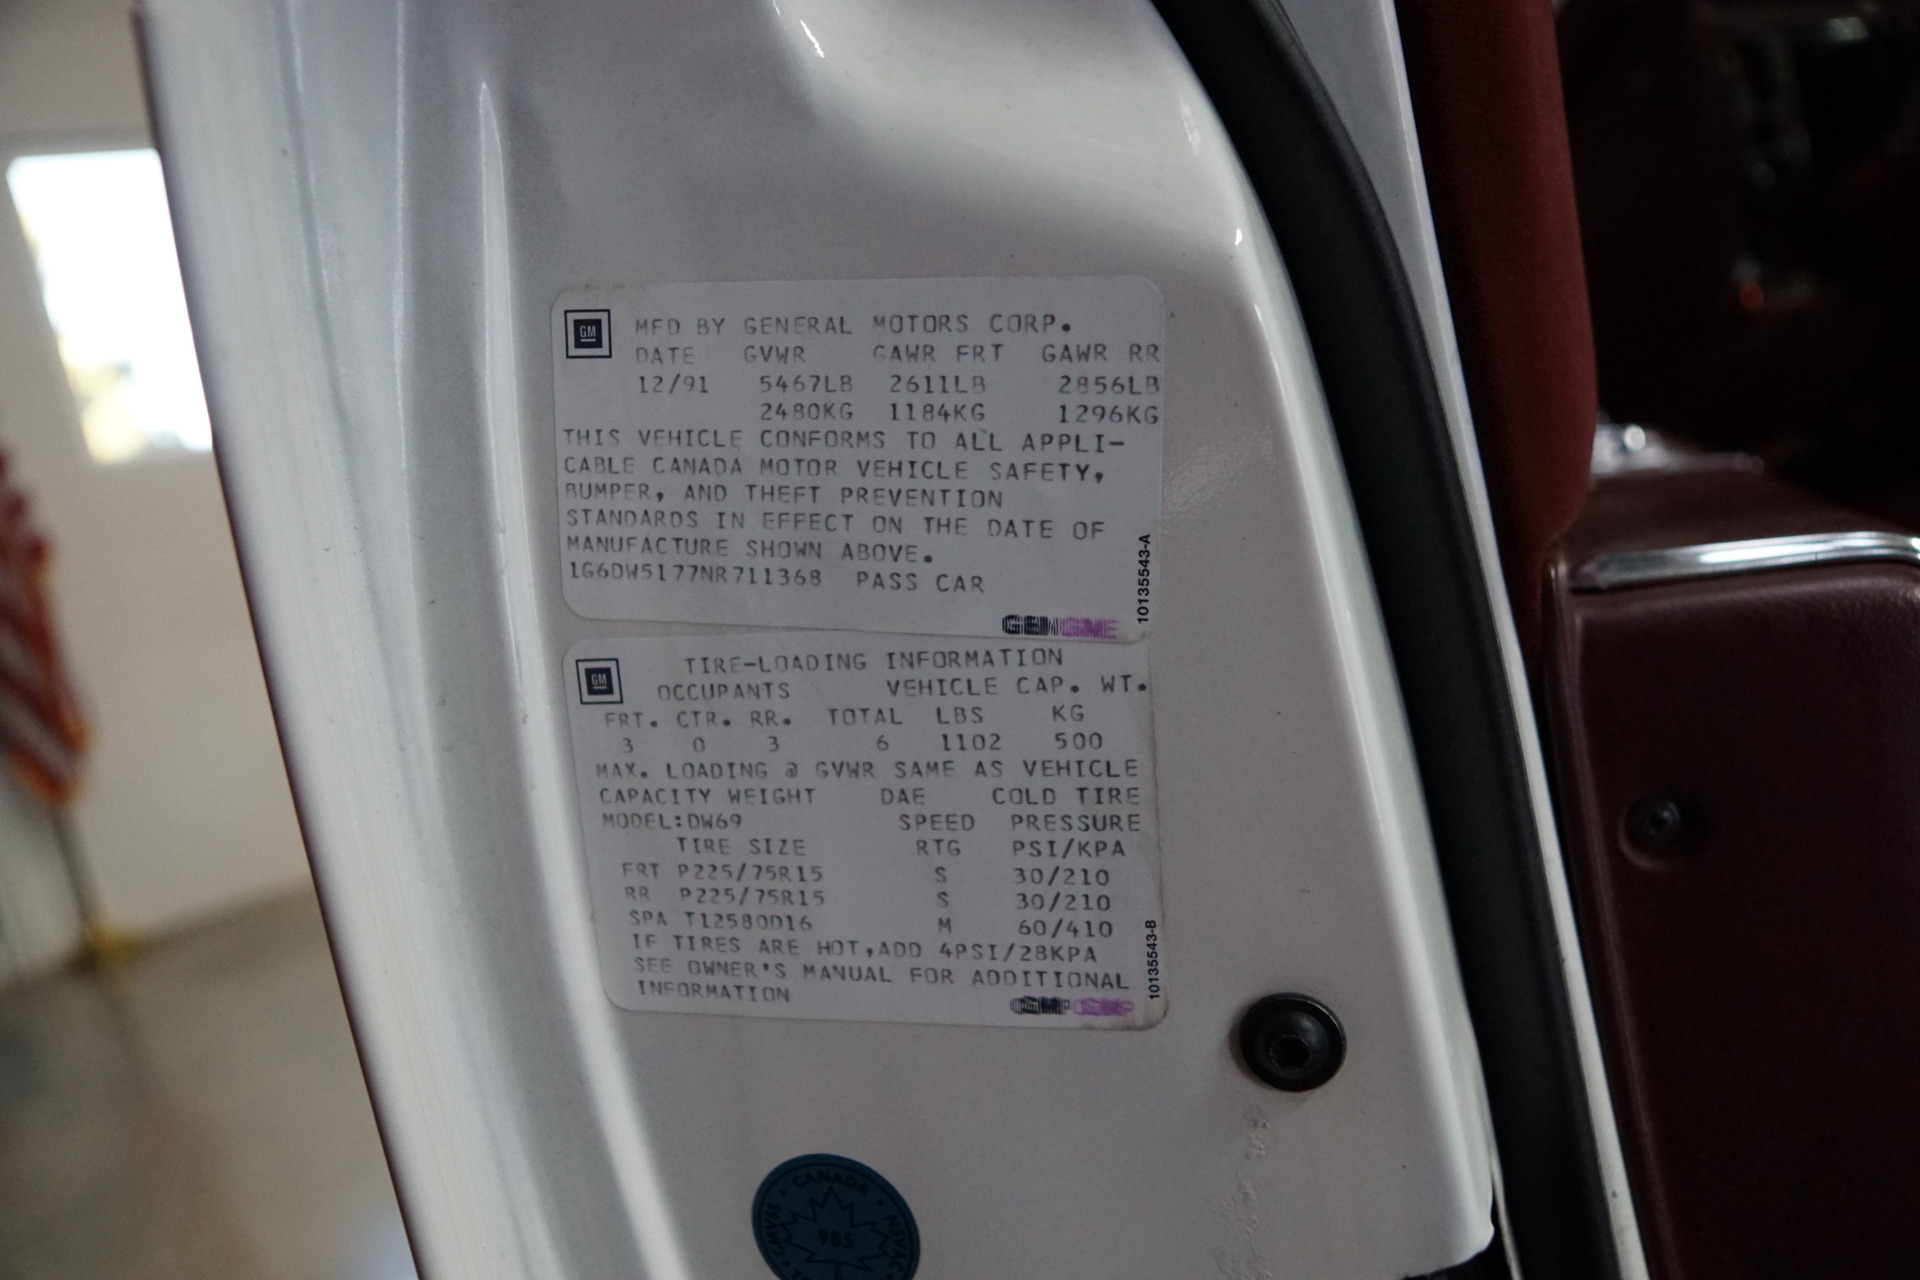 GM
MFD BY GENERAL MOTORS CORP.
DATE GVWR GAWR FRT GAWR RR
12/91 5467LB 2611LB 2856LB
2480KG 1184KG 1296KG
THIS VEHICLE CONFORMS TO ALL APPLI-
CABLE CANADA MOTOR VEHICLE SAFETY,
BUMPER, AND THEFT PREVENTION
STANDARDS IN EFFECT ON THE DATE OF
MANUFACTURE SHOWN ABOVE.
1G6DW5177NR711368 PASS CAR
10135543-A
GM
TIRE-LOADING INFORMATION
OCCUPANTS VEHICLE CAP. WT.
FRT. CTR. RR. TOTAL LBS KG
3 0 3 6 1102 500
MAX. LOADING @ GVWR SAME AS VEHICLE
CAPACITY WEIGHT DAE COLD TIRE
MODEL:DW69 SPEED PRESSURE
TIRE SIZE RTG PSI/KPA
FRT P225/75R15 S 30/210
RR P225/75R15 S 30/210
SPA T12580D16 M 60/410
IF TIRES ARE HOT,ADD 4PSI/28KPA
SEE OWNER'S MANUAL FOR ADDITIONAL
INFORMATION
10135543-B
CANADA
CMVSS
NSVAC
985